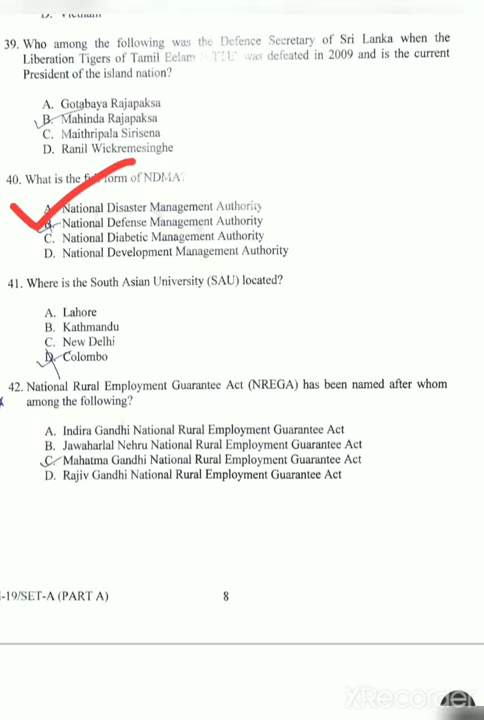 D. Vietnam
39. Who among the following was the Defence Secretary of Sri Lanka when the
Liberation Tigers of Tamil Eelam was defeated in 2009 and is the current
President of the island nation?
A. Gotabaya Rajapaksa
B. Mahinda Rajapaksa
C. Maithripala Sirisena
D. Ranil Wickremesinghe
40. What is the form of NDMA?
A. National Disaster Management Authority
B. National Defense Management Authority
C. National Diabetic Management Authority
D. National Development Management Authority
41. Where is the South Asian University (SAU) located?
A. Lahore
B. Kathmandu
C. New Delhi
D. Colombo
42. National Rural Employment Guarantee Act (NREGA) has been named after whom
among the following?
A. Indira Gandhi National Rural Employment Guarantee Act
B. Jawaharlal Nehru National Rural Employment Guarantee Act
C. Mahatma Gandhi National Rural Employment Guarantee Act
D. Rajiv Gandhi National Rural Employment Guarantee Act
-19/SET-A (PART A) 8
XRecorder